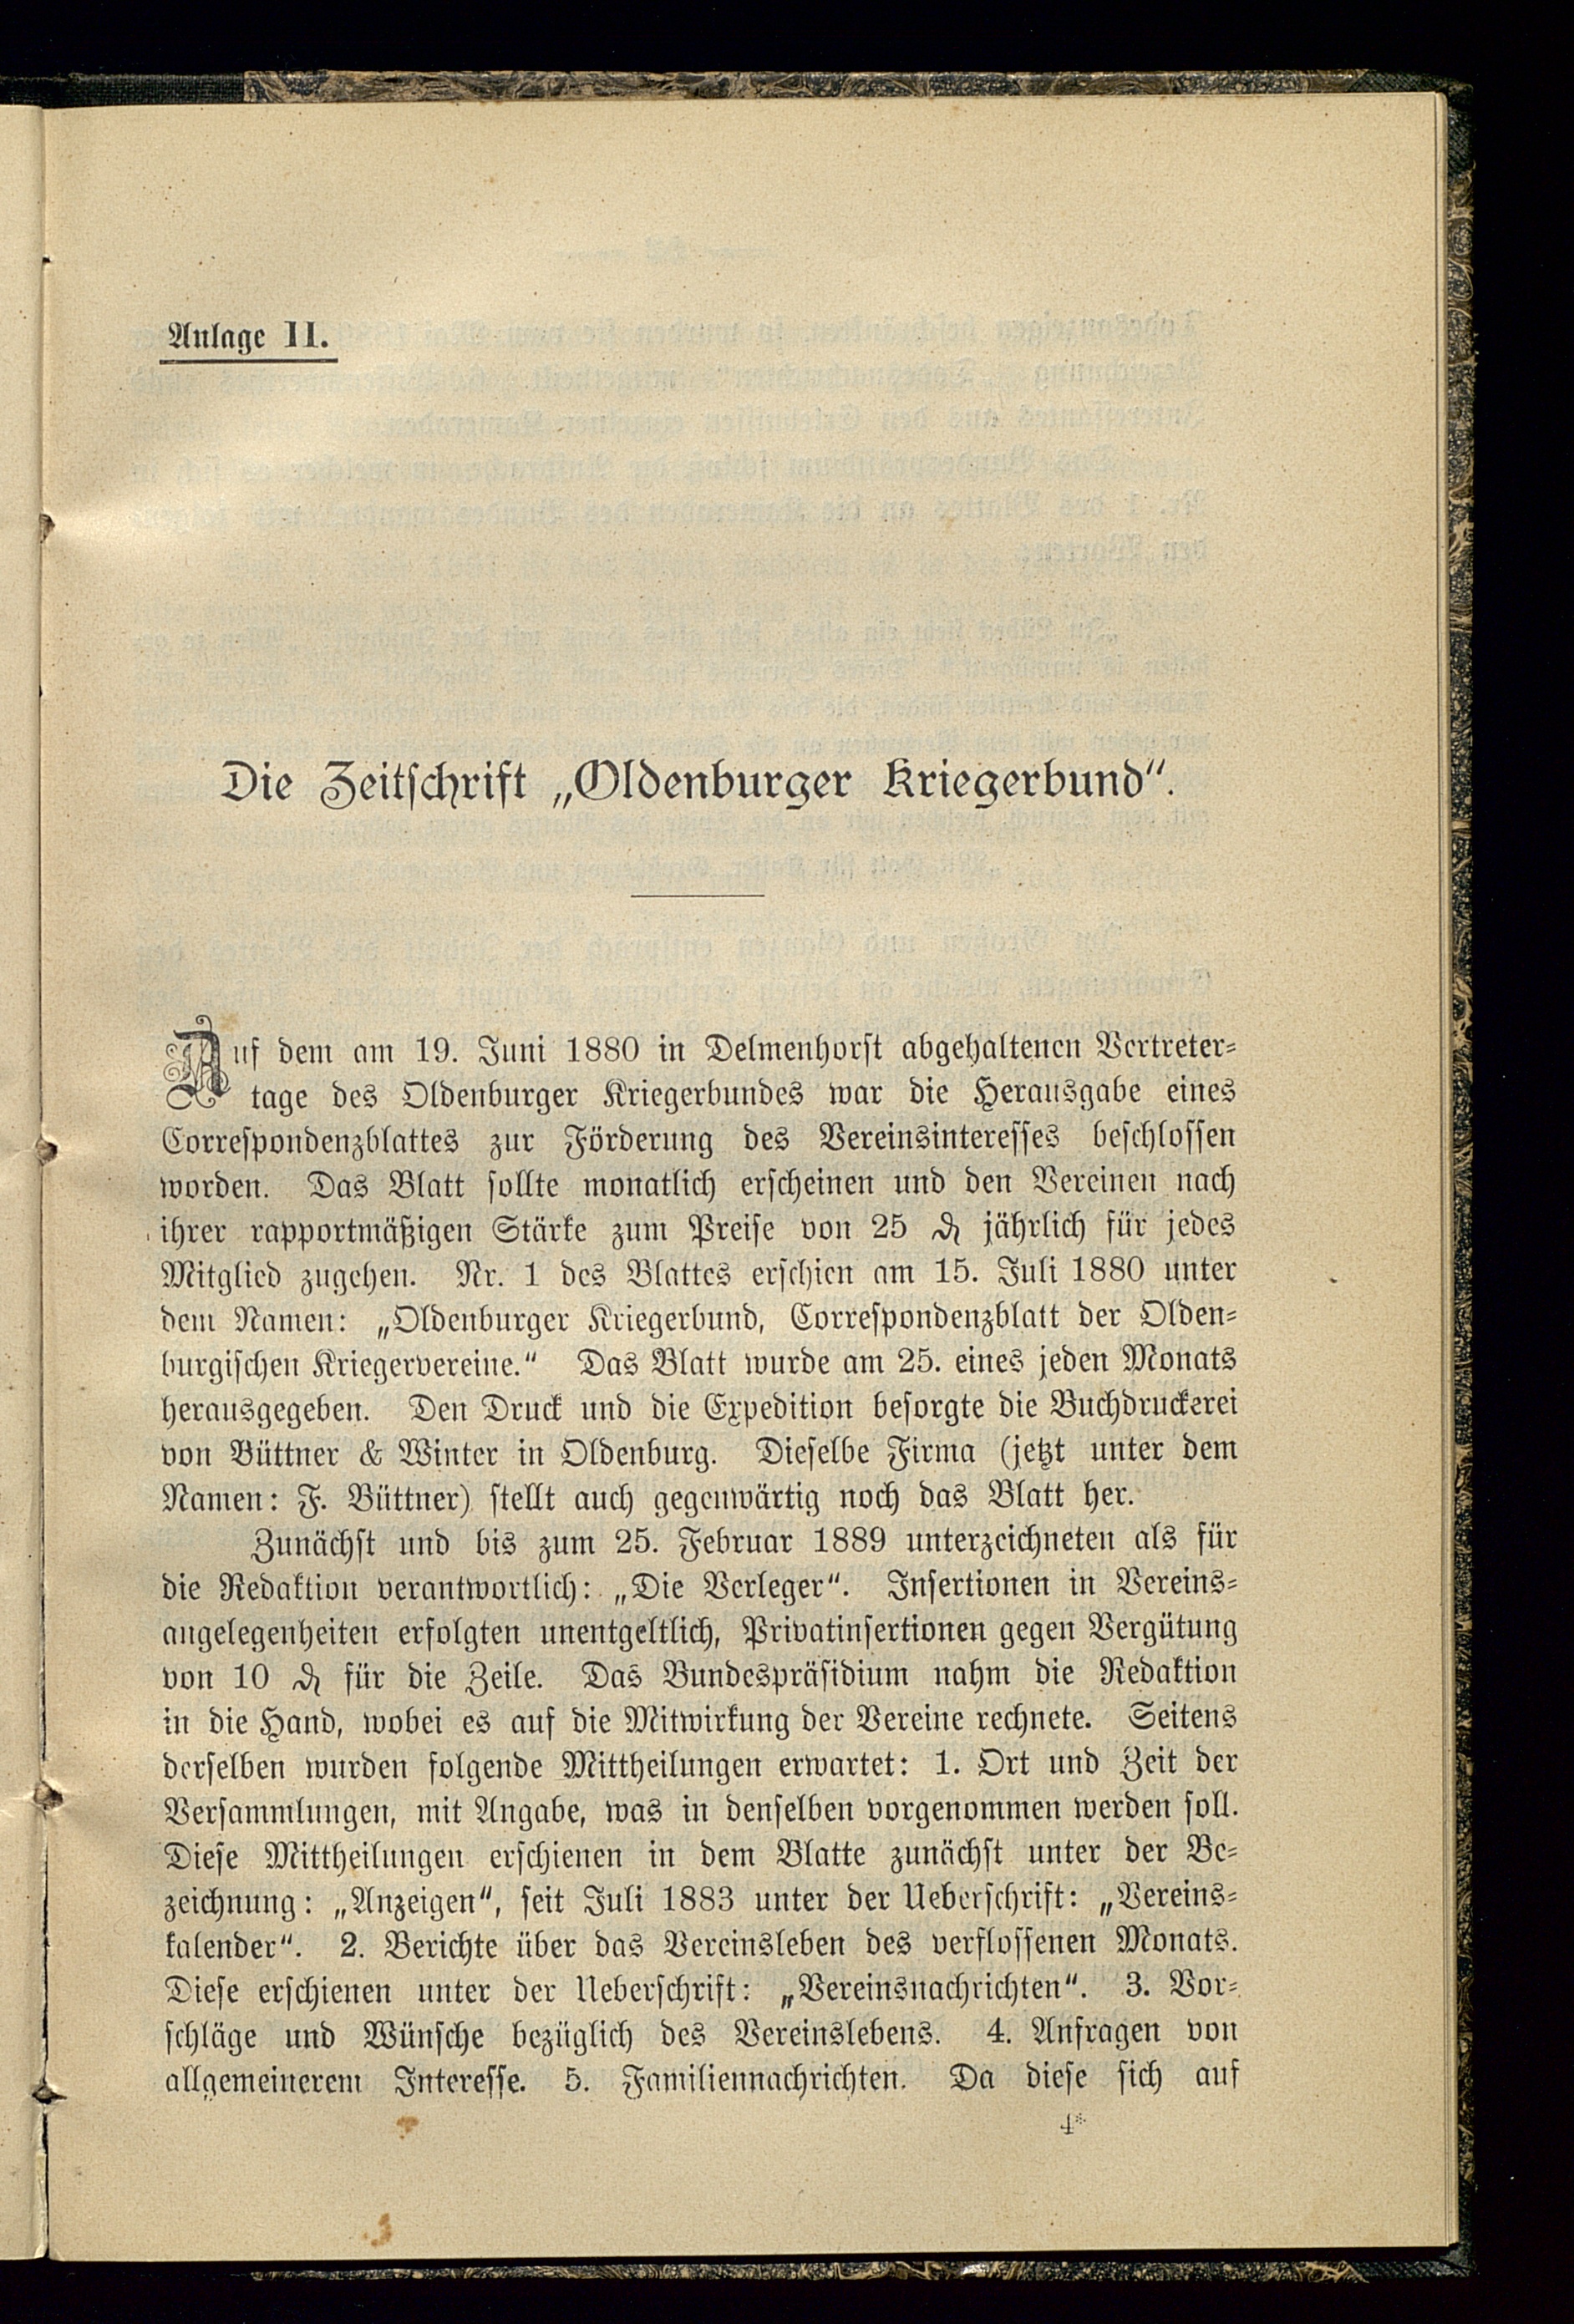 Anlage II.
Die Zeitschrift „Oldenburger Kriegerbund“.
Auf dem am 19. Juni 1880 in Delmenhorst abgehaltenen Vertreter-
tage des Oldenburger Kriegerbundes war die Herausgabe eines
Correspondenzblattes zur Förderung des Vereinsinteresses beschlossen
worden. Das Blatt sollte monatlich erscheinen und den Vereinen nach
ihrer rapportmäßigen Stärke zum Preise von 25 ₰ jährlich für jedes
Mitglied zugehen. Nr. 1 des Blattes erschien am 15. Juli 1880 unter
dem Namen: „Oldenburger Kriegerbund, Correspondenzblatt der Olden-
burgischen Kriegervereine.“ Das Blatt wurde am 25. eines jeden Monats
herausgegeben. Den Druck und die Expedition besorgte die Buchdruckerei
von Büttner & Winter in Oldenburg. Dieselbe Firma (jetzt unter dem
Namen: F. Büttner) stellt auch gegenwärtig noch das Blatt her.
Zunächst und bis zum 25. Februar 1889 unterzeichneten als für
die Redaktion verantwortlich: „Die Verleger“. Insertionen in Vereins-
angelegenheiten erfolgten unentgeltlich, Privatinsertionen gegen Vergütung
von 10 ₰ für die Zeile. Das Bundespräsidium nahm die Redaktion
in die Hand, wobei es auf die Mitwirkung der Vereine rechnete. Seitens
derselben wurden folgende Mittheilungen erwartet: 1. Ort und Zeit der
Versammlungen, mit Angabe, was in denselben vorgenommen werden soll.
Diese Mittheilungen erschienen in dem Blatte zunächst unter der Be-
zeichnung: „Anzeigen“, seit Juli 1883 unter der Ueberschrift: „Vereins-
kalender“. 2. Berichte über das Vereinsleben des verflossenen Monats.
Diese erschienen unter der Ueberschrift: „Vereinsnachrichten“. 3. Vor-
schläge und Wünsche bezüglich des Vereinslebens. 4. Anfragen von
allgemeinerem Interesse. 5. Familiennachrichten. Da diese sich auf
4*